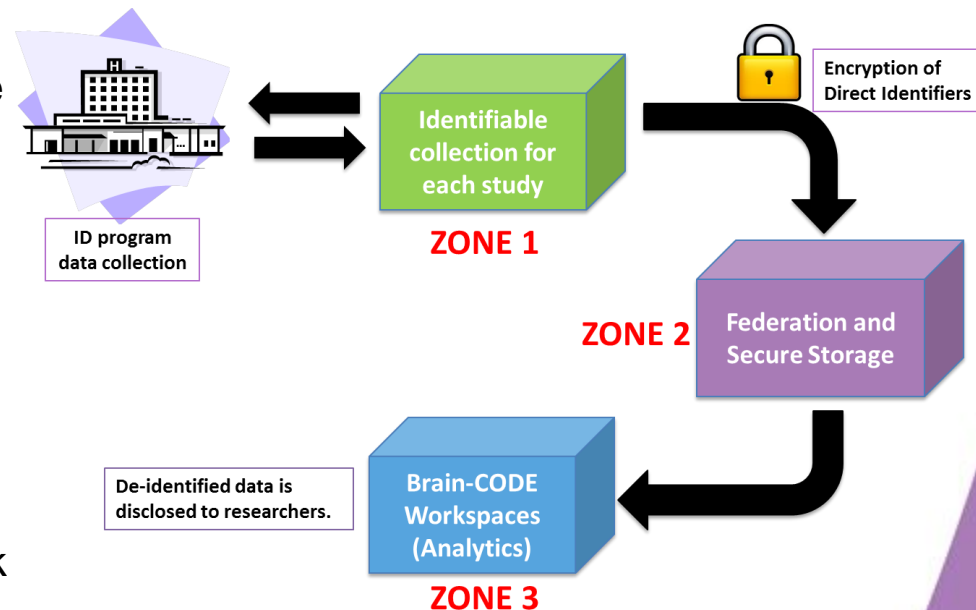 e
H
Identifiable
collection for
each study
ZONE 1
Encryption of
Direct Identifiers
ID program
data collection
ZONE 2
Federation and
Secure Storage
De-identified data is
disclosed to researchers.
Brain-CODE
Workspaces
(Analytics)
k
ZONE 3